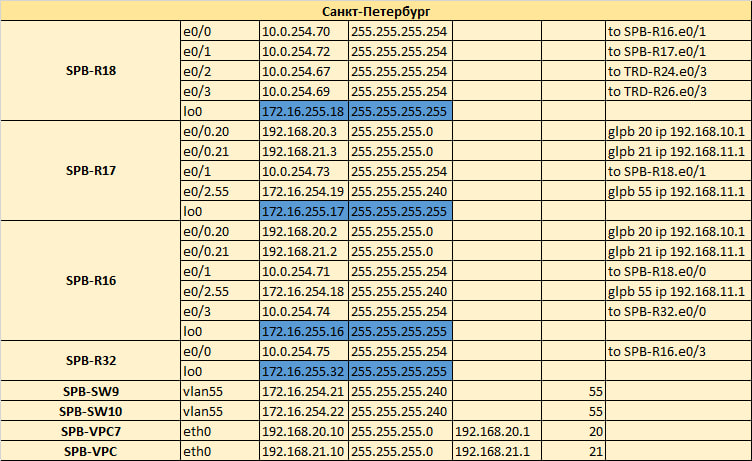 Санкт-Петербург
SPB-R18 e0/0 10.0.254.70 255.255.255.254 to SPB-R16.e0/1
e0/1 10.0.254.72 255.255.255.254 to SPB-R17.e0/1
e0/2 10.0.254.67 255.255.255.254 to TRD-R24.e0/3
e0/3 10.0.254.69 255.255.255.254 to TRD-R26.e0/3
lo0 172.16.255.18 255.255.255.255
SPB-R17 e0/0.20 192.168.20.3 255.255.255.0 glpb 20 ip 192.168.10.1
e0/0.21 192.168.21.3 255.255.255.0 glpb 21 ip 192.168.11.1
e0/1 10.0.254.73 255.255.255.254 to SPB-R18.e0/1
e0/2.55 172.16.254.19 255.255.255.240 glpb 55 ip 192.168.11.1
lo0 172.16.255.17 255.255.255.255
SPB-R16 e0/0.20 192.168.20.2 255.255.255.0 glpb 20 ip 192.168.10.1
e0/0.21 192.168.21.2 255.255.255.0 glpb 21 ip 192.168.11.1
e0/1 10.0.254.71 255.255.255.254 to SPB-R18.e0/0
e0/2.55 172.16.254.18 255.255.255.240 glpb 55 ip 192.168.11.1
e0/3 10.0.254.74 255.255.255.254 to SPB-R32.e0/0
lo0 172.16.255.16 255.255.255.255
SPB-R32 e0/0 10.0.254.75 255.255.255.254 to SPB-R16.e0/3
lo0 172.16.255.32 255.255.255.255
SPB-SW9 vlan55 172.16.254.21 255.255.255.240 55
SPB-SW10 vlan55 172.16.254.22 255.255.255.240 55
SPB-VPC7 eth0 192.168.20.10 255.255.255.0 192.168.20.1 20
SPB-VPC eth0 192.168.21.10 255.255.255.0 192.168.21.1 21